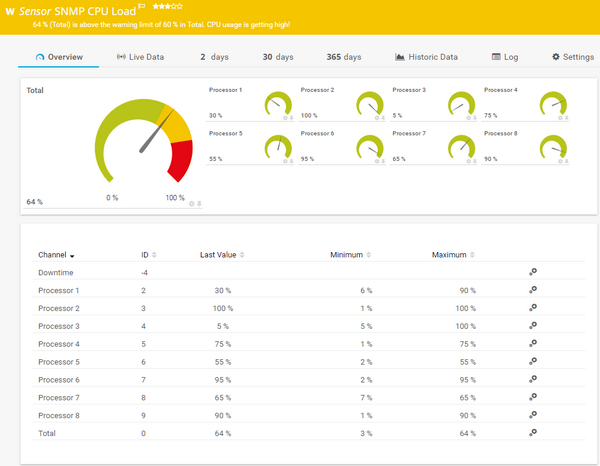 W Sensor SNMP CPU Load
64 % (Total) is above the warning limit of 60 % in Total. CPU usage is getting high!
Overview Live Data 2 days 30 days 365 days Historic Data Log Settings
Total
0 %
100 %
64 %
Processor 1
30 %
Processor 2
100 %
Processor 3
5 %
Processor 4
75 %
Processor 5
55 %
Processor 6
95 %
Processor 7
65 %
Processor 8
90 %
Channel ID Last Value Minimum Maximum
Downtime -4
Processor 1 2 30 % 6 % 90 %
Processor 2 3 100 % 1 % 100 %
Processor 3 4 5 % 5 % 100 %
Processor 4 5 75 % 1 % 75 %
Processor 5 6 55 % 2 % 55 %
Processor 6 7 95 % 2 % 95 %
Processor 7 8 65 % 7 % 65 %
Processor 8 9 90 % 1 % 90 %
Total 0 64 % 3 % 64 %